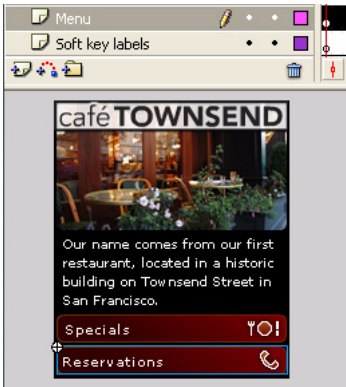 Menu
Soft key labels
café TOWNSEND
Our name comes from our first
restaurant, located in a historic
building on Townsend Street in
San Francisco.
Specials
Reservations